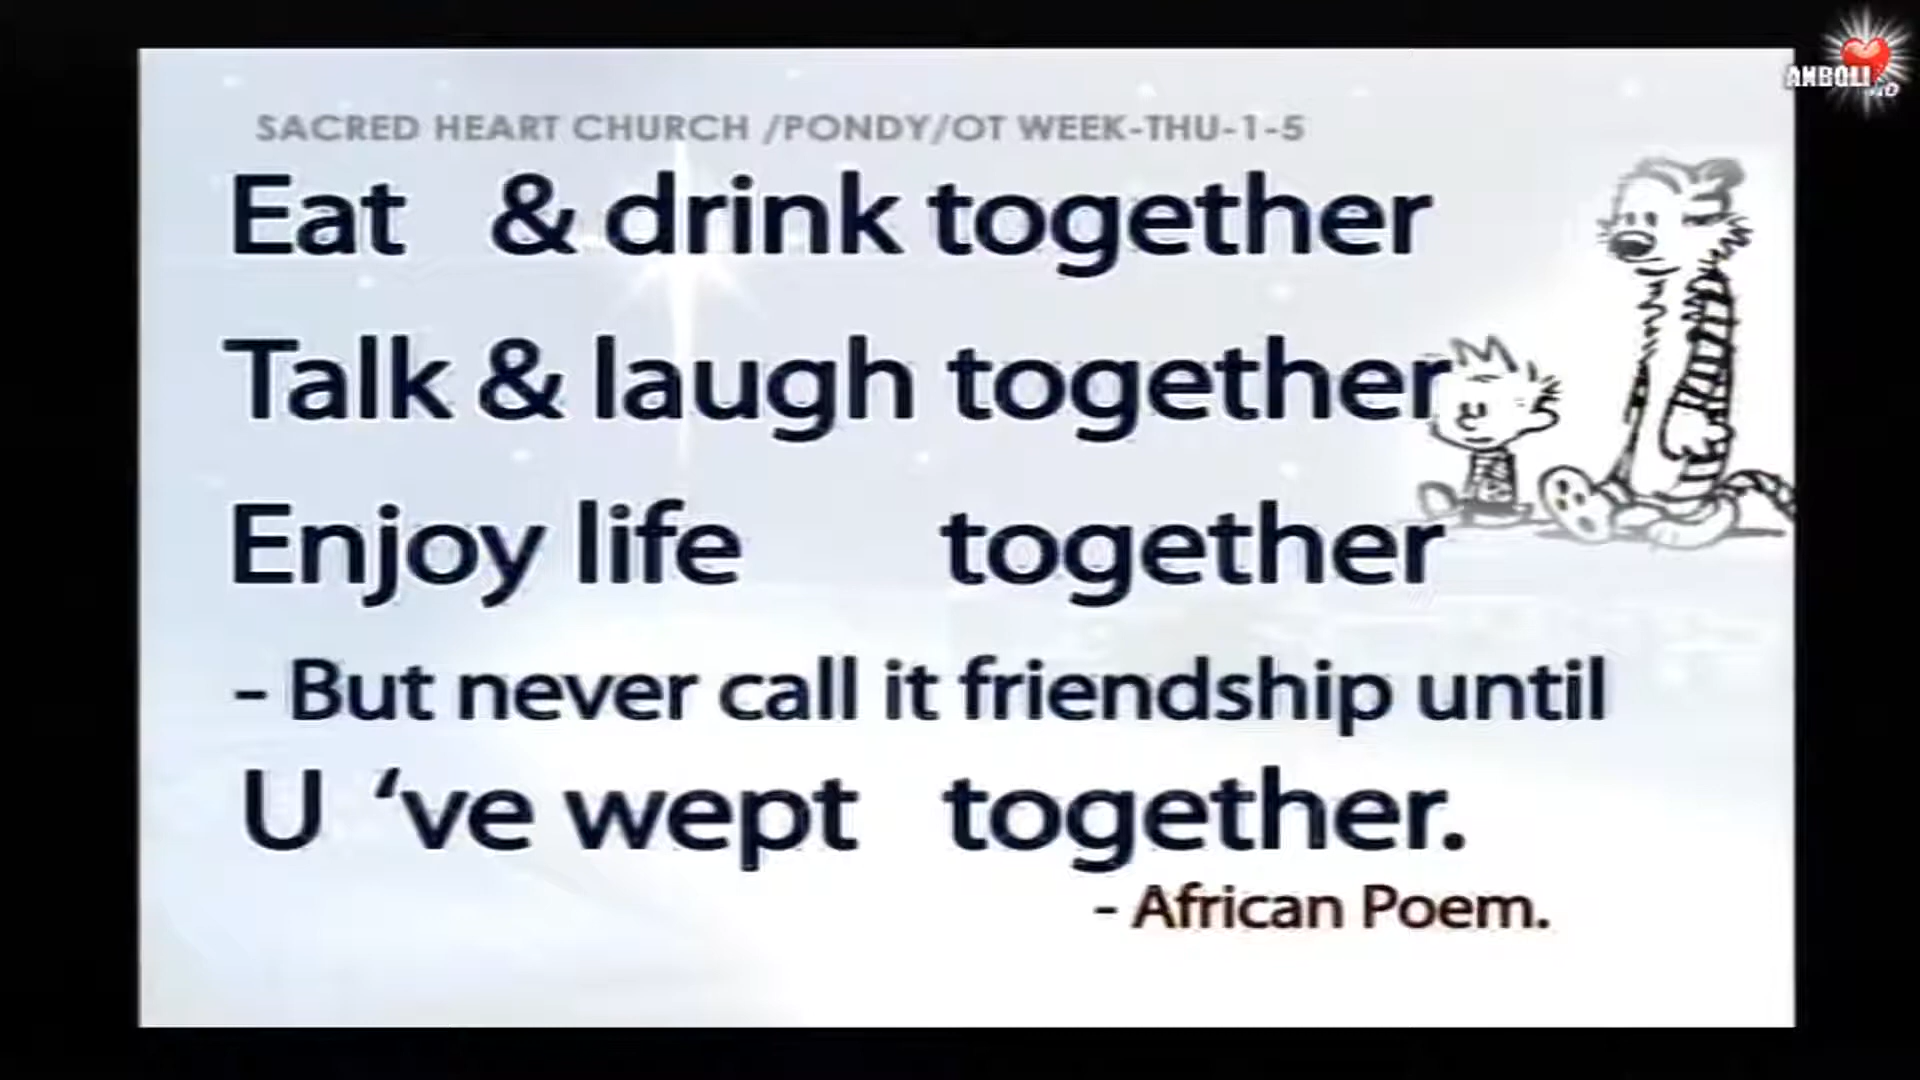 SACRED HEART CHURCH /PONDY/OT WEEK-THU-1-5
Eat & drink together
Talk & laugh together
Enjoy life together
- But never call it friendship until
U ‘ve wept together.
- African Poem.
ANBOLI
HD